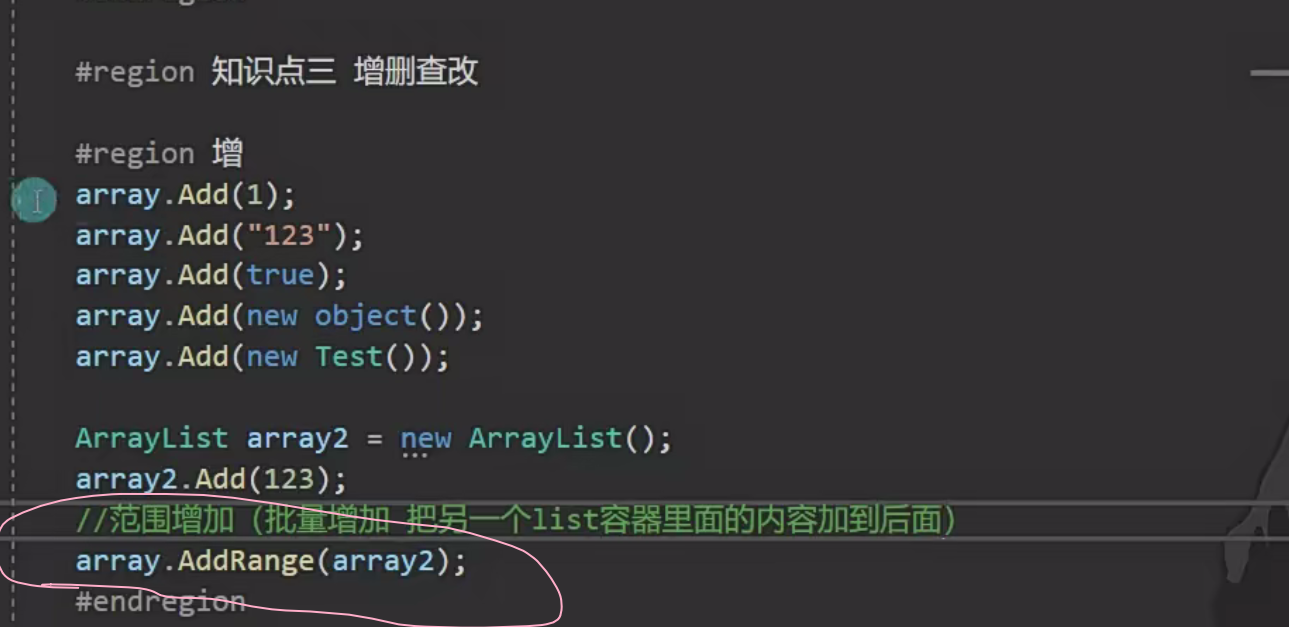 #region 知识点三 增删查改
#region 增
array.Add(1);
array.Add("123");
array.Add(true);
array.Add(new object());
array.Add(new Test());
ArrayList array2 = new ArrayList();
array2.Add(123);
//范围增加（批量增加 把另一个list容器里面的内容加到后面）
array.AddRange(array2);
#endregion